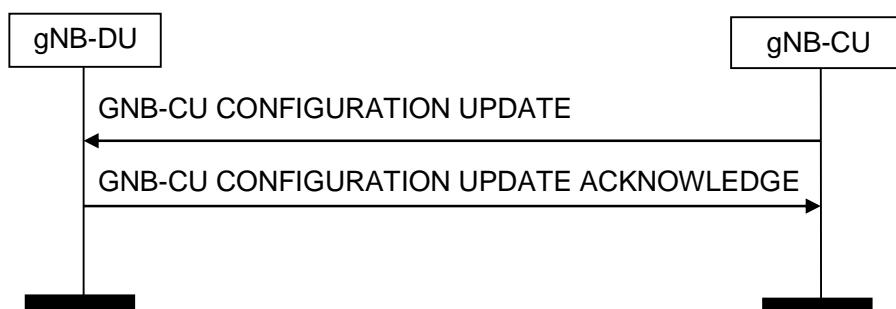 gNB-DU
gNB-CU
GNB-CU CONFIGURATION UPDATE
GNB-CU CONFIGURATION UPDATE ACKNOWLEDGE